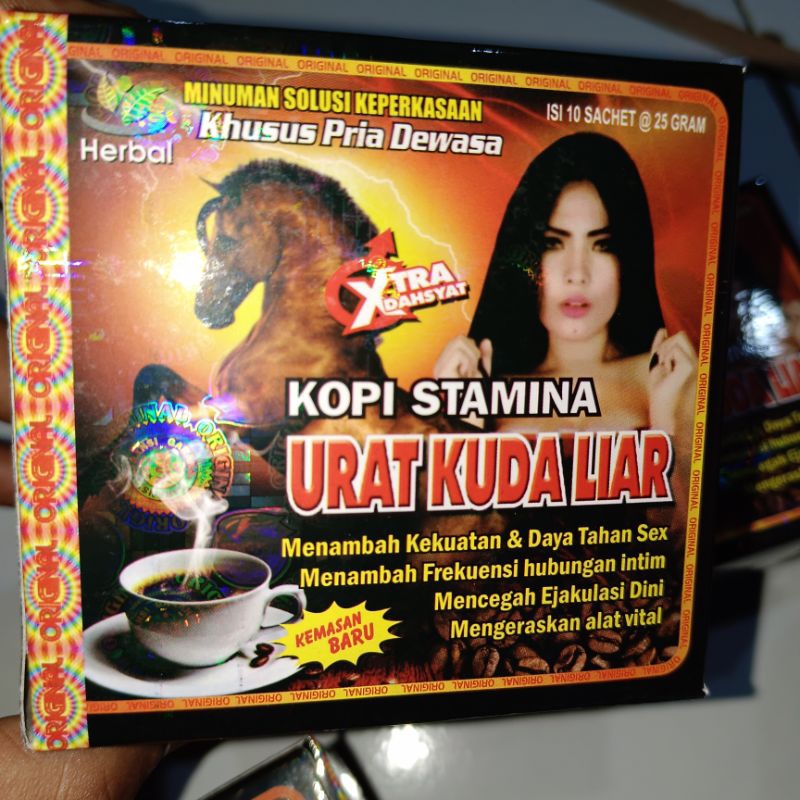 ORIGINAL ORIGINAL ORIGINAL ORIGINAL ORIGINAL ORIGINAL ORIGINAL ORIGINAL ORIGINAL
MINUMAN SOLUSI KEPERKASAAN
Khusus Pria Dewasa
ISI 10 SACHET @ 25 GRAM
Herbal
XTRA
DAHSYAT
KOPI STAMINA
URAT KUDA LIAR
Menambah Kekuatan & Daya Tahan Sex
Menambah Frekuensi hubungan intim
Mencegah Ejakulasi Dini
Mengeraskan alat vital
KEMASAN
BARU